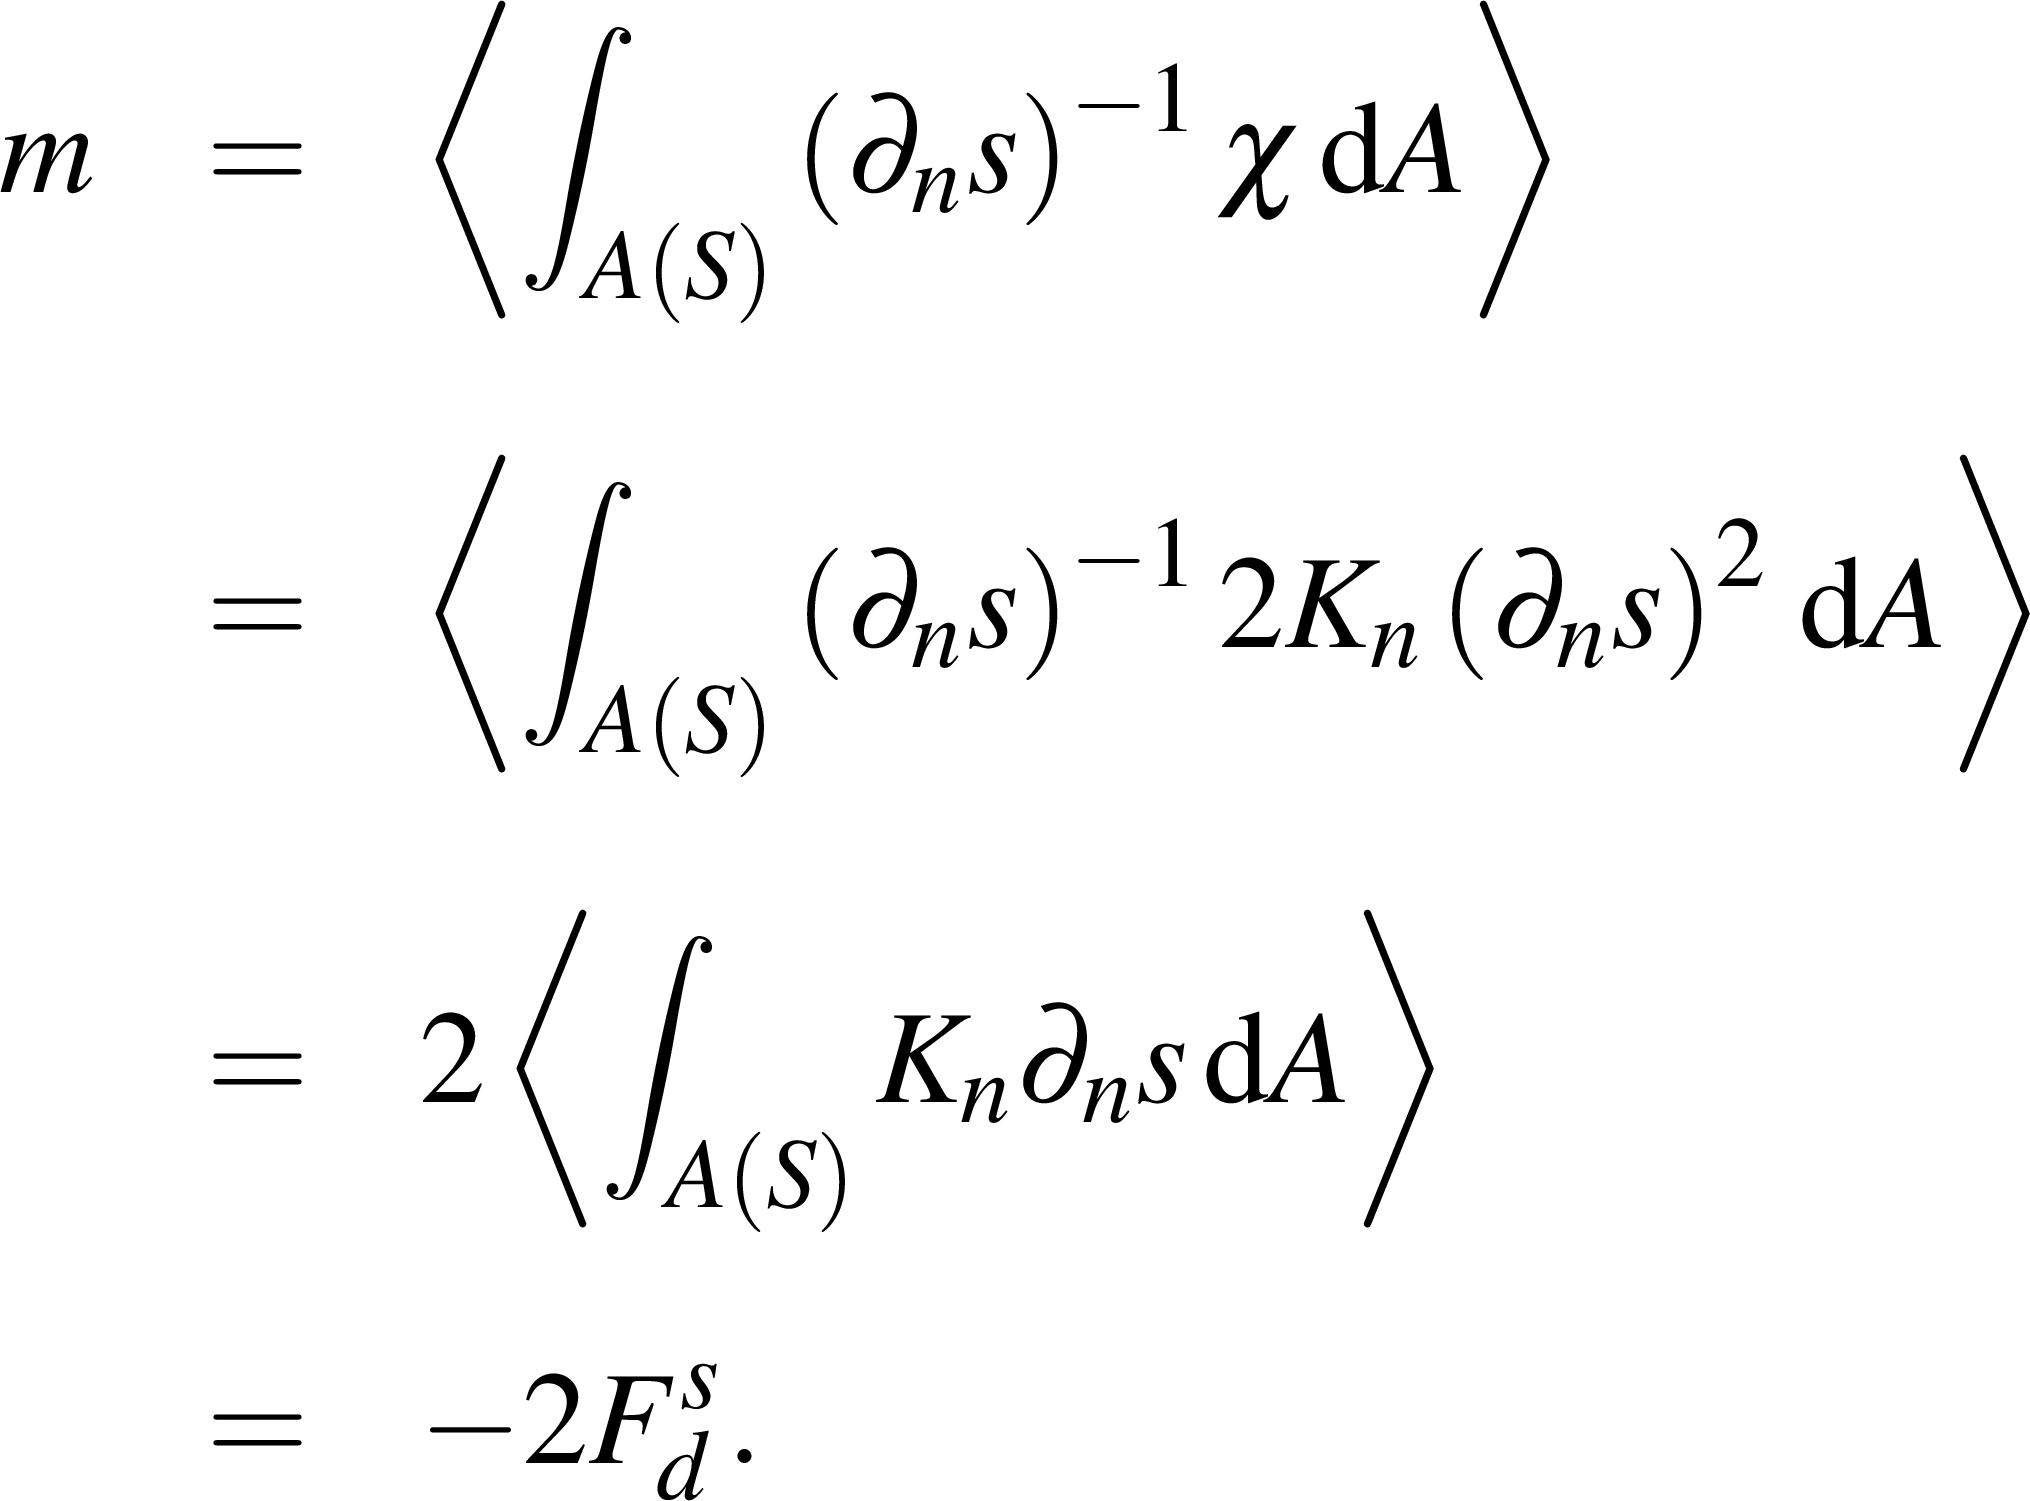 m = ⟨∫_{A(S)} (∂_n s)^{−1} χ dA⟩
= ⟨∫_{A(S)} (∂_n s)^{−1} 2K_n (∂_n s)^2 dA⟩
= 2⟨∫_{A(S)} K_n ∂_n s dA⟩
= −2F_d^s.